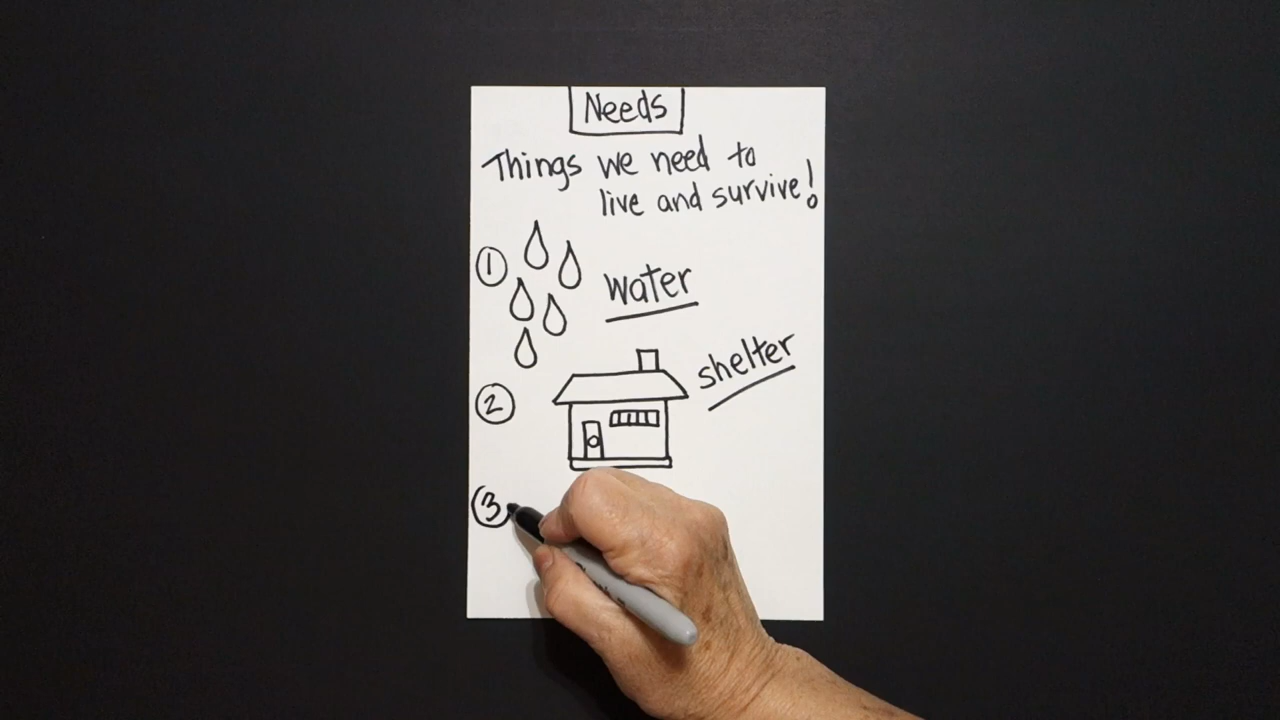 Needs
Things we need to
live and survive!
1
water
shelter
2
3